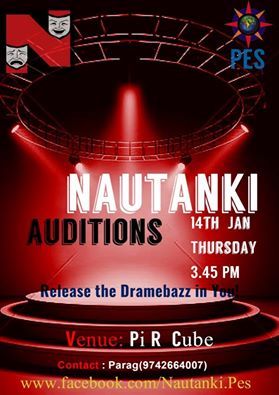 N
PES
NAUTANKI
AUDITIONS
14TH JAN
THURSDAY
3.45 PM
Release the Dramebazz in You!
Venue: Pi R Cube
Contact : Parag(9742664007)
www.facebook.com/Nautanki.Pes